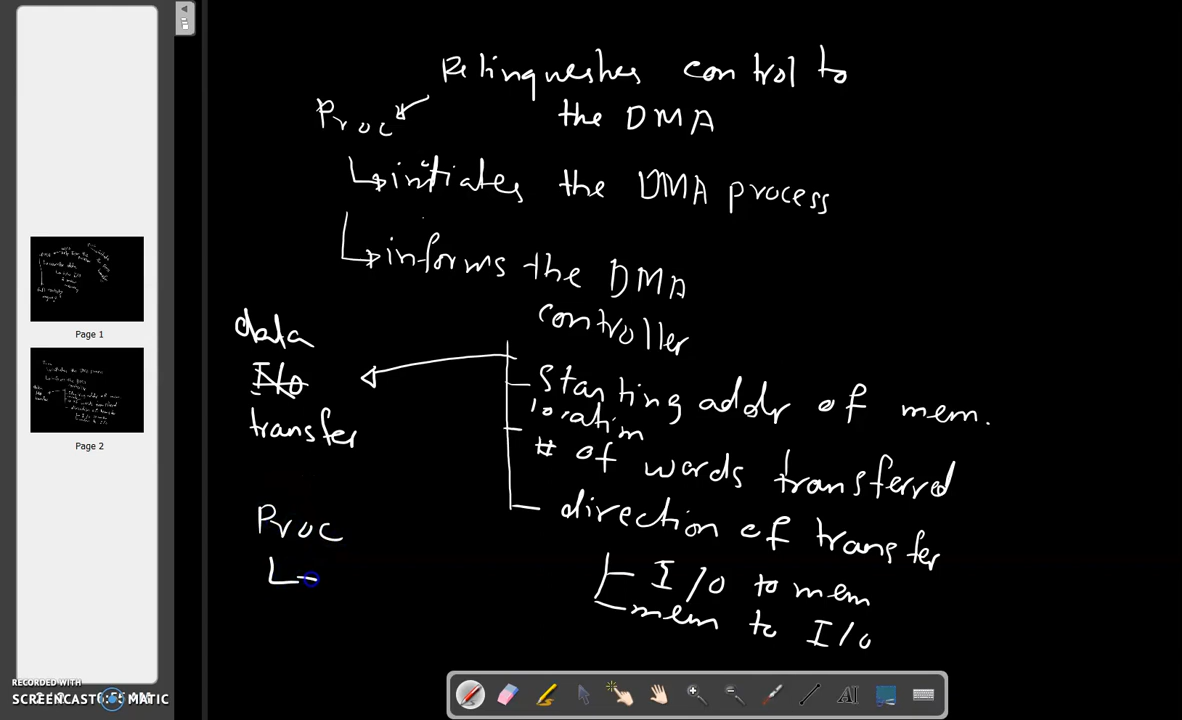 Relinqueshes control to
the DMA
Proc
initiates the DMA process
informs the DMA
controller
data
I/o
transfer
starting addr of mem.
location
# of words transferred
direction of transfer
I/o to mem
mem to I/o
Proc
Page 1
Page 2
RECORDED WITH
SCREENCAST-O-MATIC